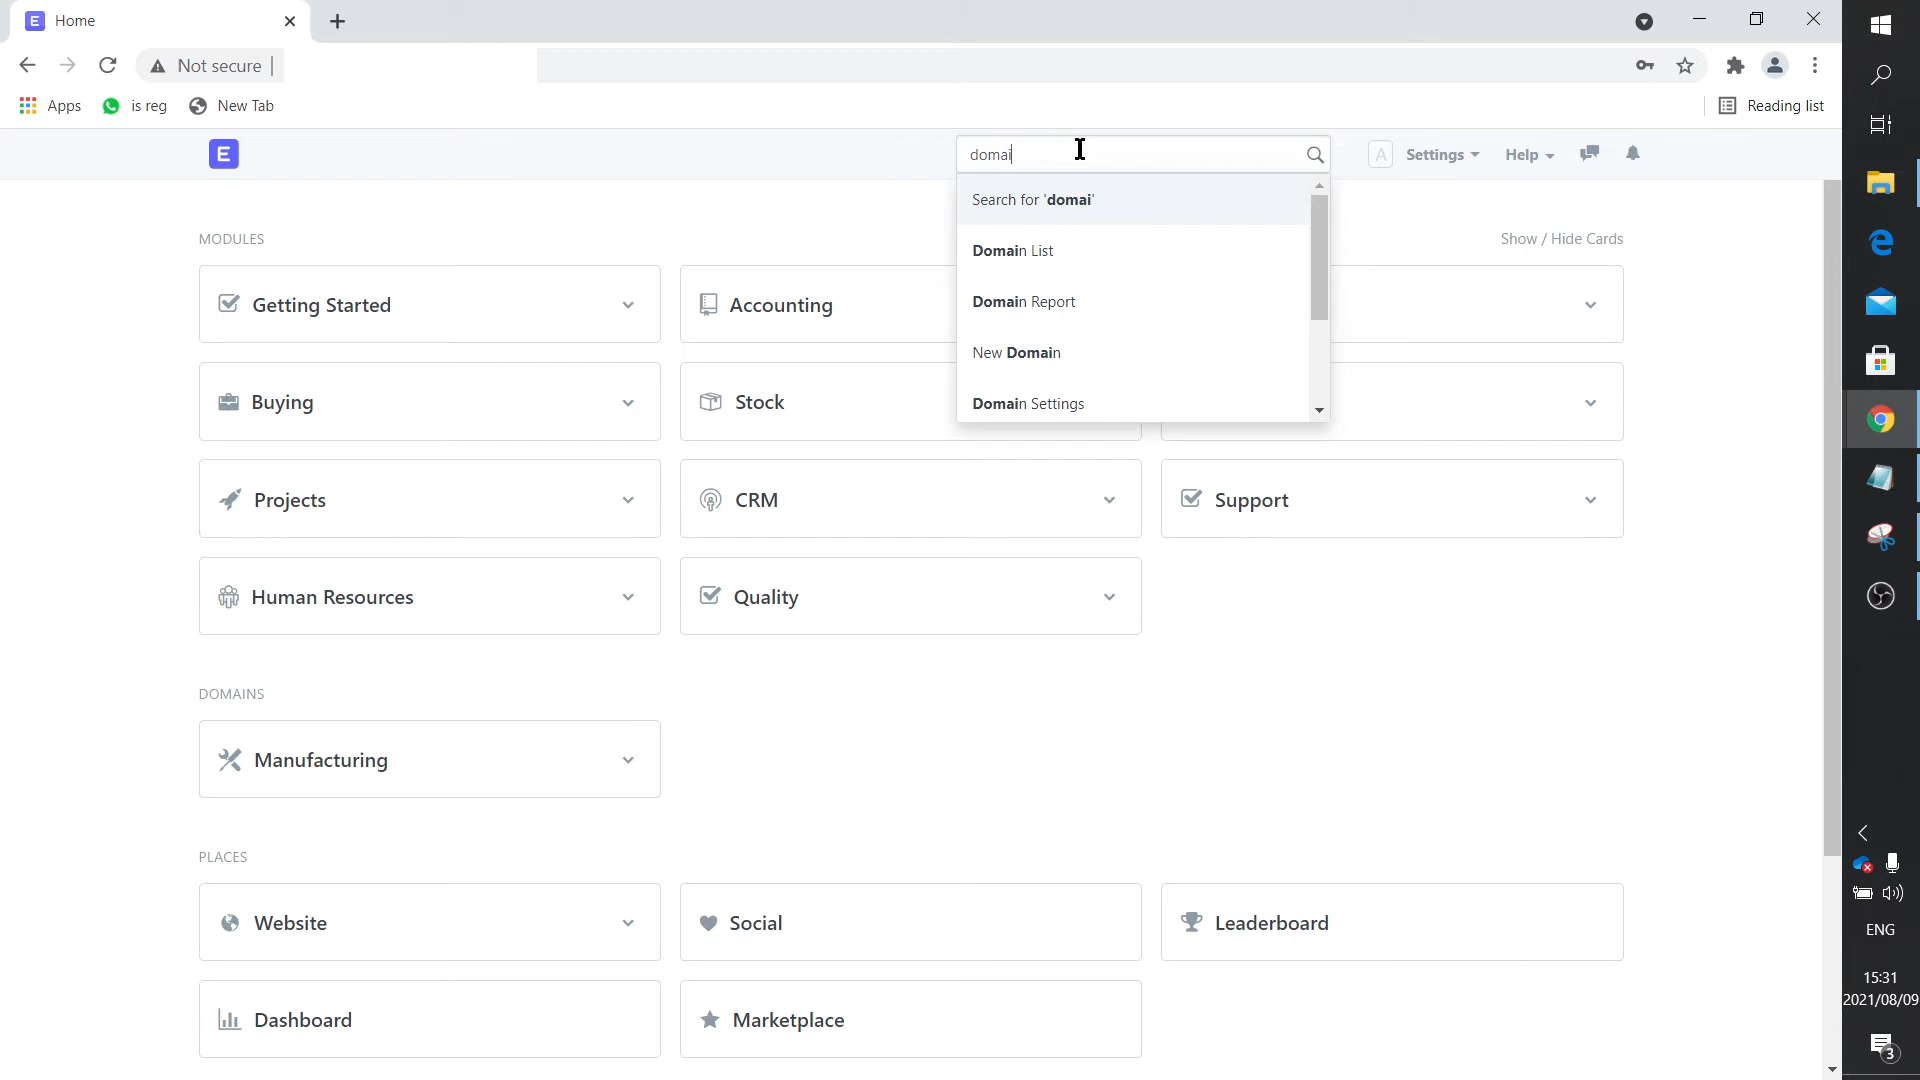 E Home
Not secure
Apps is reg New Tab Reading list
E domai A Settings Help
Search for 'domai'
Domain List
Domain Report
New Domain
Domain Settings
MODULES Show / Hide Cards
Getting Started Accounting
Buying Stock
Projects CRM Support
Human Resources Quality
DOMAINS
Manufacturing
PLACES
Website Social Leaderboard
Dashboard Marketplace
ENG
15:31
2021/08/09
3